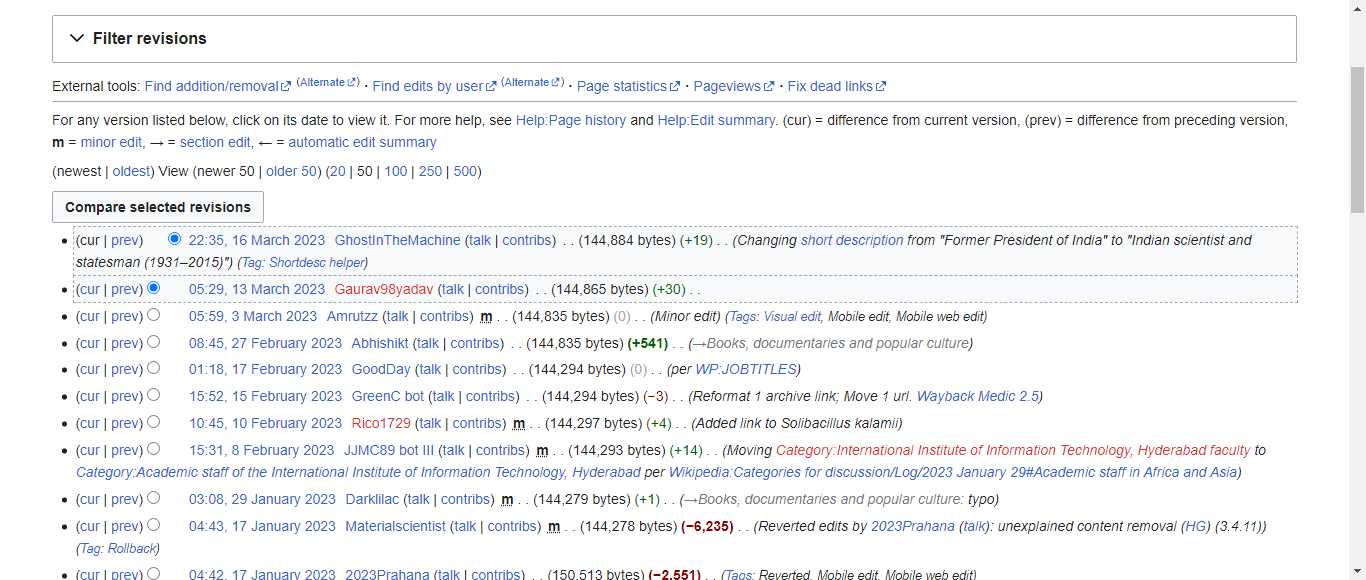 Filter revisions
External tools: Find addition/removal (Alternate) · Find edits by user (Alternate) · Page statistics · Pageviews · Fix dead links
For any version listed below, click on its date to view it. For more help, see Help:Page history and Help:Edit summary. (cur) = difference from current version, (prev) = difference from preceding version,
m = minor edit, → = section edit, ← = automatic edit summary
(newest | oldest) View (newer 50 | older 50) (20 | 50 | 100 | 250 | 500)
Compare selected revisions
(cur | prev) 22:35, 16 March 2023 GhostInTheMachine (talk | contribs) . . (144,884 bytes) (+19) . . (Changing short description from "Former President of India" to "Indian scientist and
statesman (1931–2015)") (Tag: Shortdesc helper)
(cur | prev) 05:29, 13 March 2023 Gaurav98yadav (talk | contribs) . . (144,865 bytes) (+30) . .
(cur | prev) 05:59, 3 March 2023 Amrutzz (talk | contribs) m . . (144,835 bytes) (0) . . (Minor edit) (Tags: Visual edit, Mobile edit, Mobile web edit)
(cur | prev) 08:45, 27 February 2023 Abhishikt (talk | contribs) . . (144,835 bytes) (+541) . . (→Books, documentaries and popular culture)
(cur | prev) 01:18, 17 February 2023 GoodDay (talk | contribs) . . (144,294 bytes) (0) . . (per WP:JOBTITLES)
(cur | prev) 15:52, 15 February 2023 GreenC bot (talk | contribs) . . (144,294 bytes) (−3) . . (Reformat 1 archive link; Move 1 url. Wayback Medic 2.5)
(cur | prev) 10:45, 10 February 2023 Rico1729 (talk | contribs) m . . (144,297 bytes) (+4) . . (Added link to Solibacillus kalamii)
(cur | prev) 15:31, 8 February 2023 JJMC89 bot III (talk | contribs) m . . (144,293 bytes) (+14) . . (Moving Category:International Institute of Information Technology, Hyderabad faculty to
Category:Academic staff of the International Institute of Information Technology, Hyderabad per Wikipedia:Categories for discussion/Log/2023 January 29#Academic staff in Africa and Asia)
(cur | prev) 03:08, 29 January 2023 Darklilac (talk | contribs) m . . (144,279 bytes) (+1) . . (→Books, documentaries and popular culture: typo)
(cur | prev) 04:43, 17 January 2023 Materialscientist (talk | contribs) m . . (144,278 bytes) (−6,235) . . (Reverted edits by 2023Prahana (talk): unexplained content removal (HG) (3.4.11))
(Tag: Rollback)
(cur | prev) 04:42, 17 January 2023 2023Prahana (talk | contribs) . . (150,513 bytes) (−2,551) . . (Tags: Reverted, Mobile edit, Mobile web edit)